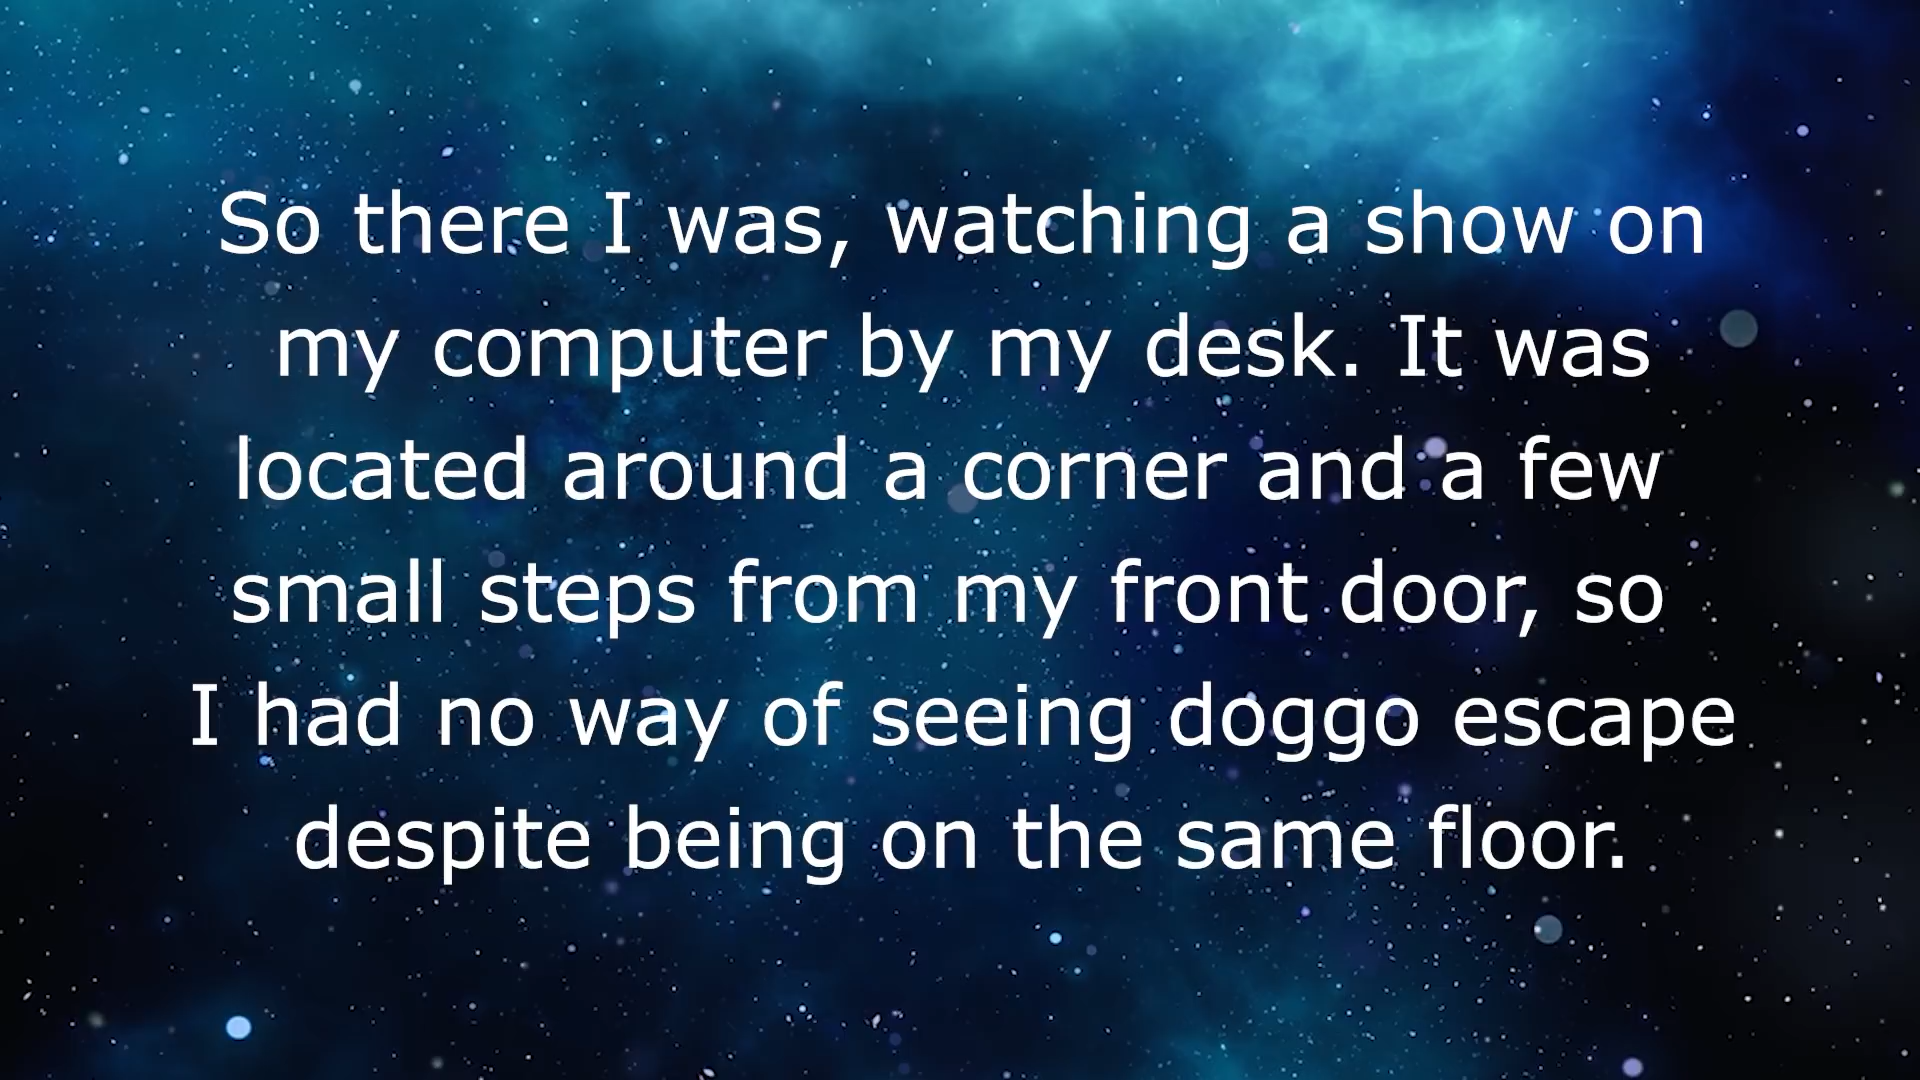 So there I was, watching a show on
my computer by my desk. It was
located around a corner and a few
small steps from my front door, so
I had no way of seeing doggo escape
despite being on the same floor.